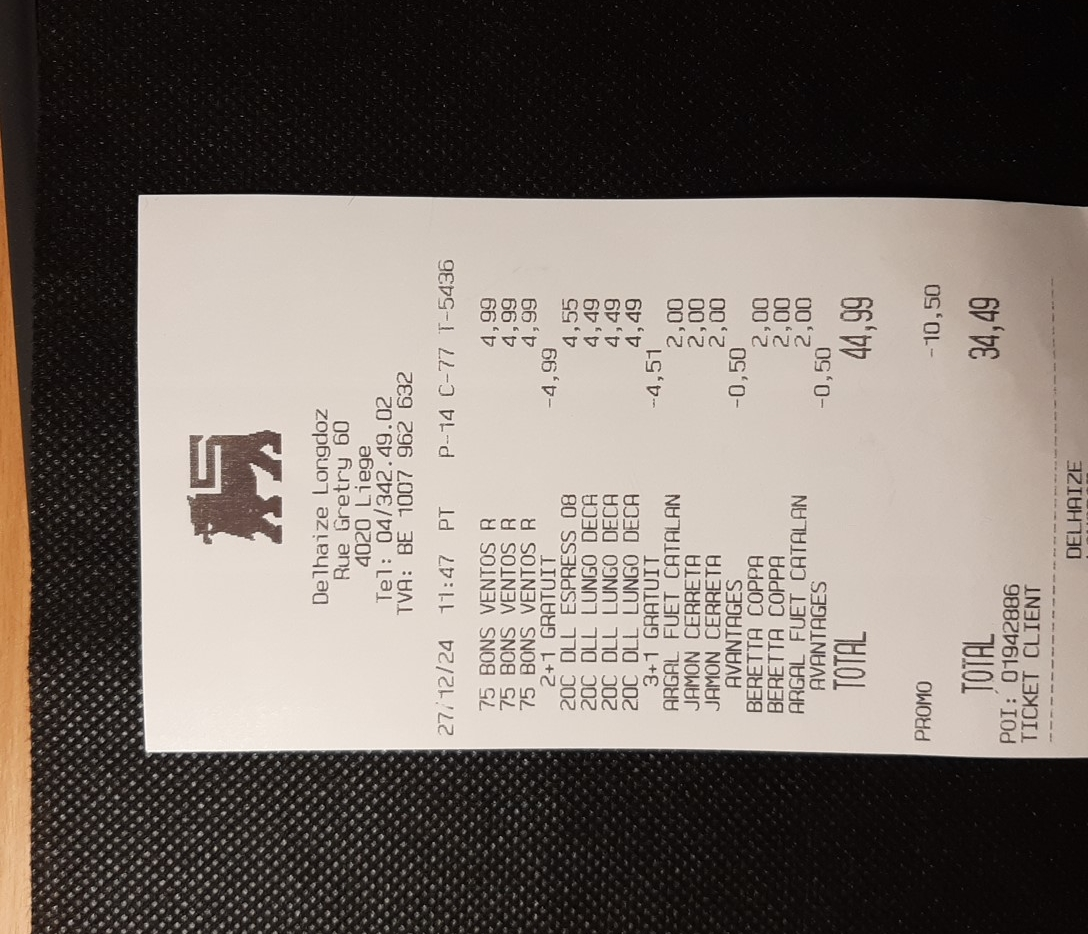 Delhaize Longdoz
Rue Gretry 60
4020 Liege
Tel: 04/342.49.02
TVA: BE 1007 962 632
27/12/24 11:47 PT P-14 C-77 T-5436
75 BONS VENTOS R 4,99
75 BONS VENTOS R 4,99
75 BONS VENTOS R 4,99
2+1 GRATUIT -4,99
20C DLL ESPRESS 08 4,55
20C DLL LUNGO DECA 4,49
20C DLL LUNGO DECA 4,49
20C DLL LUNGO DECA 4,49
3+1 GRATUIT -4,51
ARGAL FUET CATALAN 2,00
JAMON CERRETA 2,00
JAMON CERRETA 2,00
AVANTAGES -0,50
BERETTA COPPA 2,00
BERETTA COPPA 2,00
ARGAL FUET CATALAN 2,00
AVANTAGES -0,50
TOTAL 44,99
PROMO -10,50
TOTAL 34,49
POI: 01942886
TICKET CLIENT
DELHAIZE